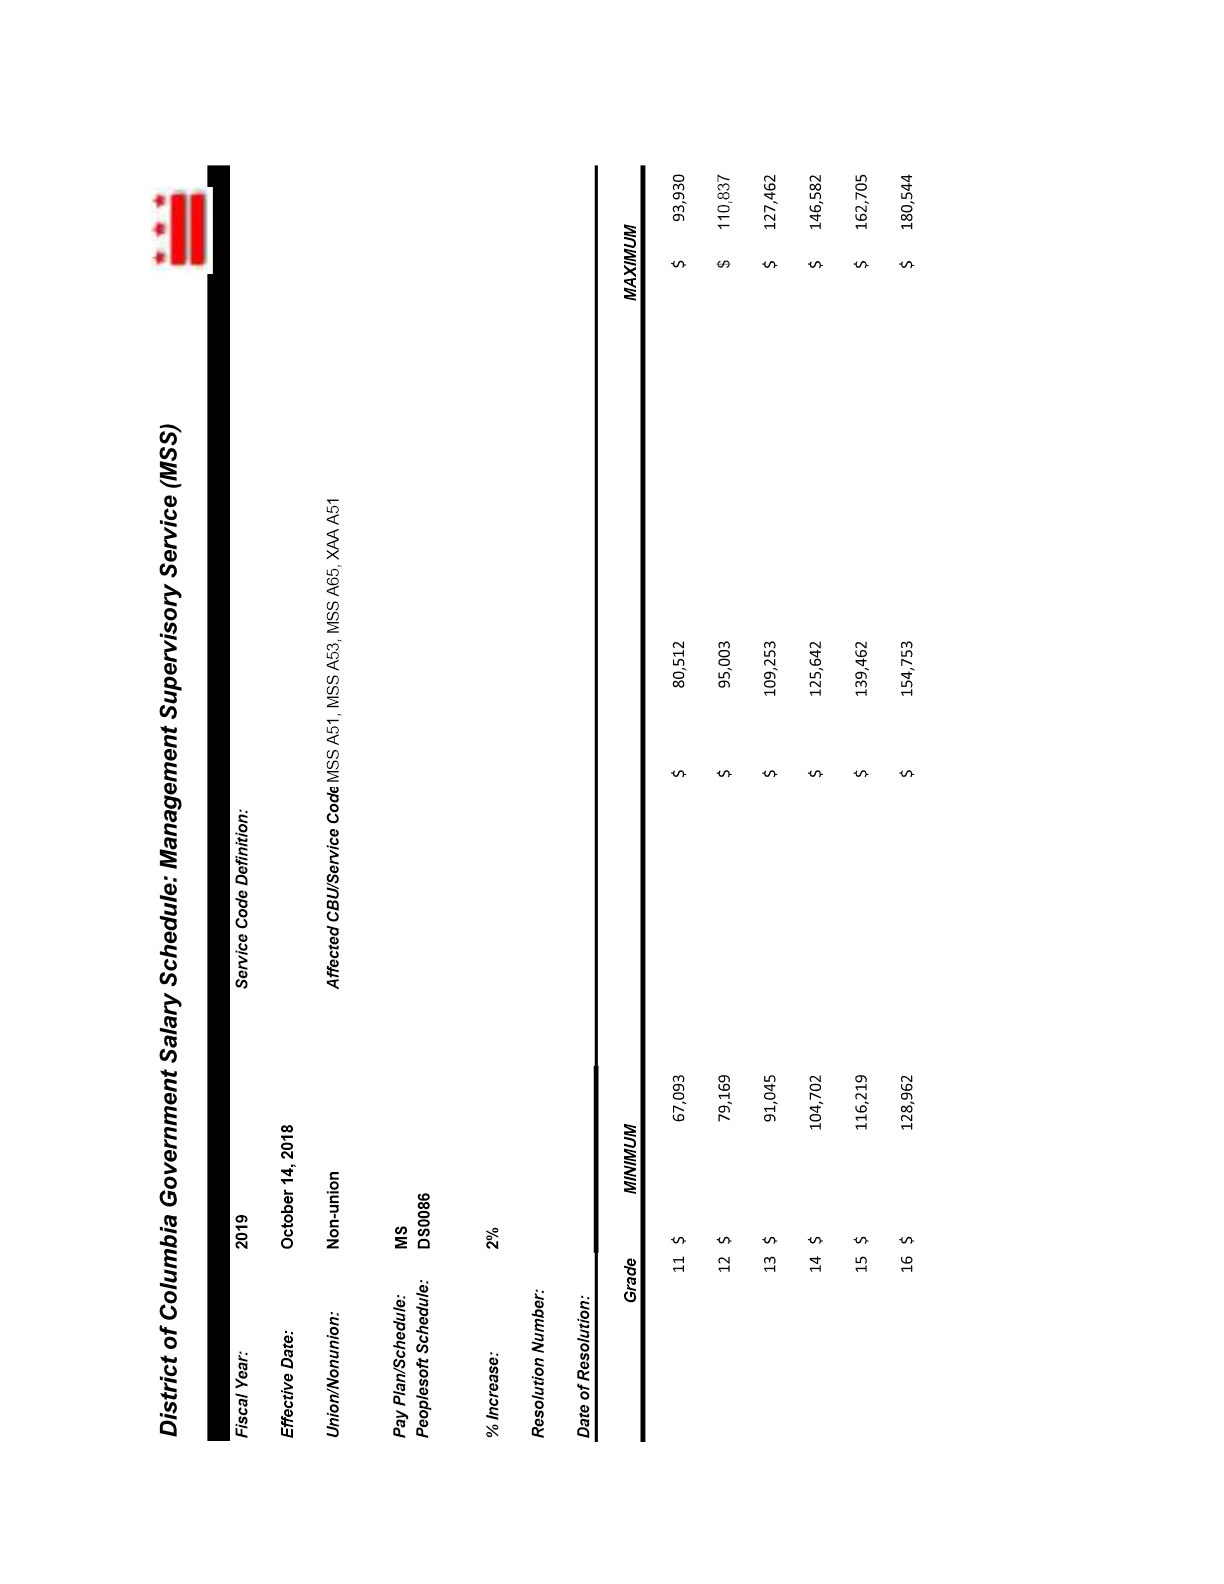 District of Columbia Government Salary Schedule: Management Supervisory Service (MSS)
Fiscal Year: 2019 Service Code Definition:
Effective Date: October 14, 2018
Union/Nonunion: Non-union Affected CBU/Service Code MSS A51, MSS A53, MSS A65, XAA A51
Pay Plan/Schedule: MS
Peoplesoft Schedule: DS0086
% Increase: 2%
Resolution Number:
Date of Resolution:
Grade MINIMUM MAXIMUM
11 $ 67,093 $ 80,512 $ 93,930
12 $ 79,169 $ 95,003 $ 110,837
13 $ 91,045 $ 109,253 $ 127,462
14 $ 104,702 $ 125,642 $ 146,582
15 $ 116,219 $ 139,462 $ 162,705
16 $ 128,962 $ 154,753 $ 180,544